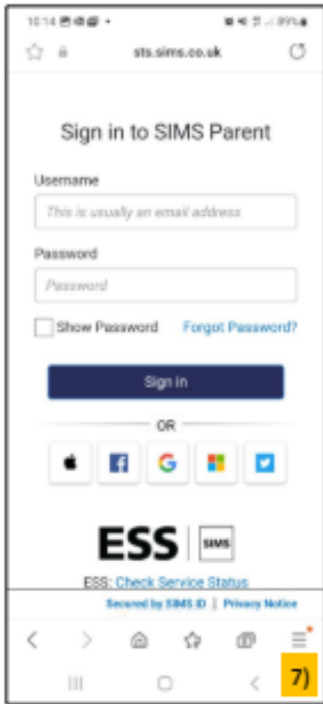 10:14
89%
sts.sims.co.uk
Sign in to SIMS Parent
Username
This is usually an email address
Password
Password
Show Password Forgot Password?
Sign in
OR
ESS SIMS
ESS: Check Service Status
Secured by SIMS ID | Privacy Notice
7)